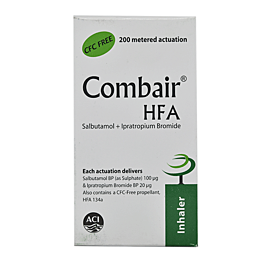 CFC FREE
200 metered actuation
Combair®
HFA
Salbutamol + Ipratropium Bromide
Each actuation delivers
Salbutamol BP (as Sulphate) 100 µg
& Ipratropium Bromide BP 20 µg
Also contains a CFC-Free propellant,
HFA 134a
ACI
Inhaler